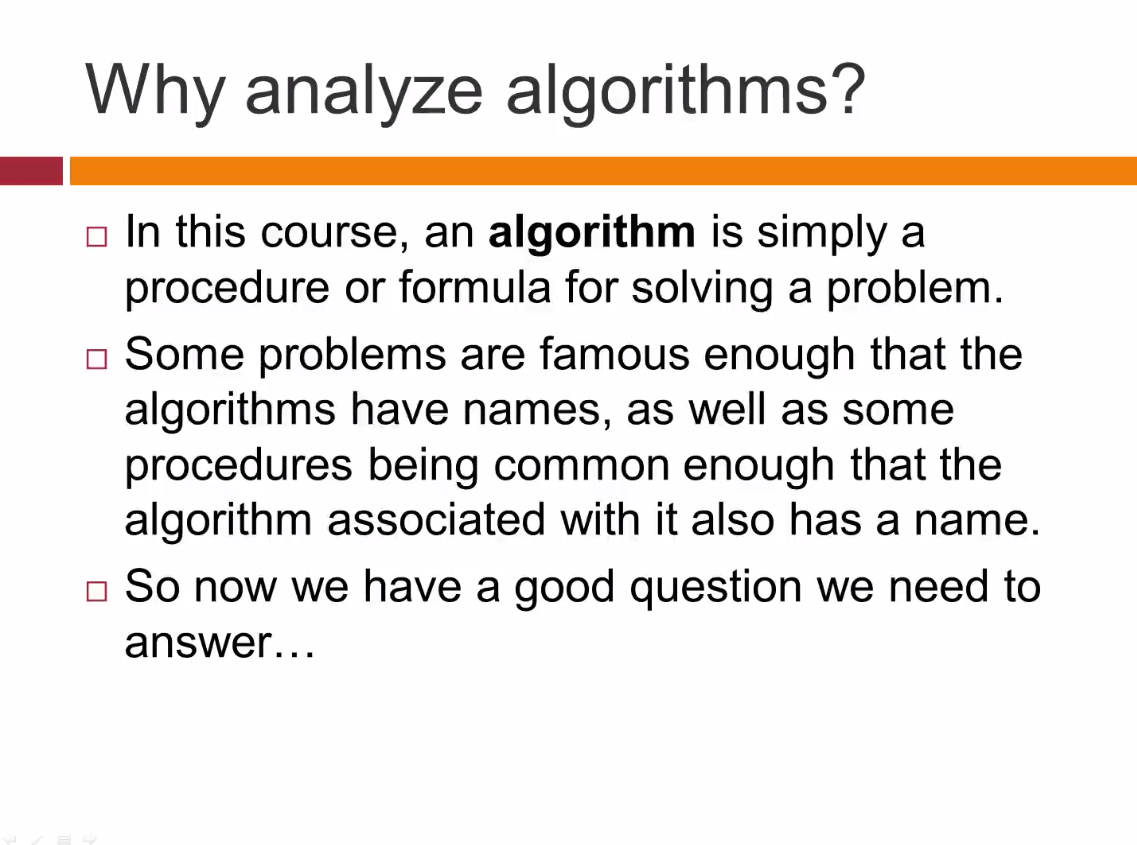 Why analyze algorithms?
In this course, an algorithm is simply a
procedure or formula for solving a problem.
Some problems are famous enough that the
algorithms have names, as well as some
procedures being common enough that the
algorithm associated with it also has a name.
So now we have a good question we need to
answer…